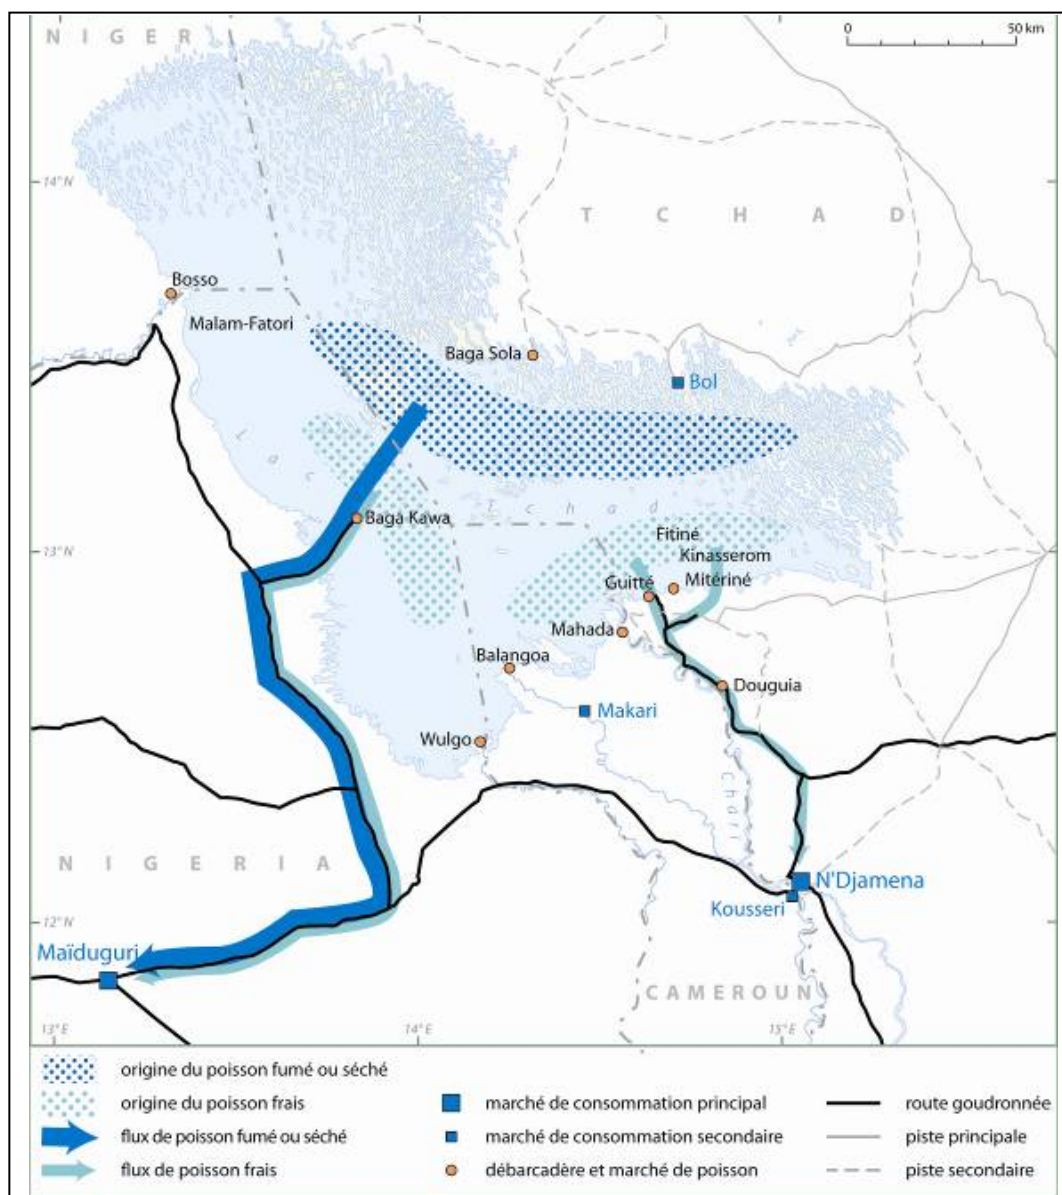 NIGER
0 50 km
14°N
TCHAD
Bosso
Malam-Fatori
Baga Sola
Bol
Lac
Tchad
Baga Kawa
13°N
Fitiné
Kinasserom
Guitté
Mitériné
Mahada
Balangoa
Douguia
Makari
Wulgo
Chari
NIGERIA
N'Djamena
Kousseri
12°N
Maïduguri
CAMEROUN
13°E
14°E
15°E
origine du poisson fumé ou séché
origine du poisson frais
flux de poisson fumé ou séché
flux de poisson frais
marché de consommation principal
marché de consommation secondaire
débarcadère et marché de poisson
route goudronnée
piste principale
piste secondaire